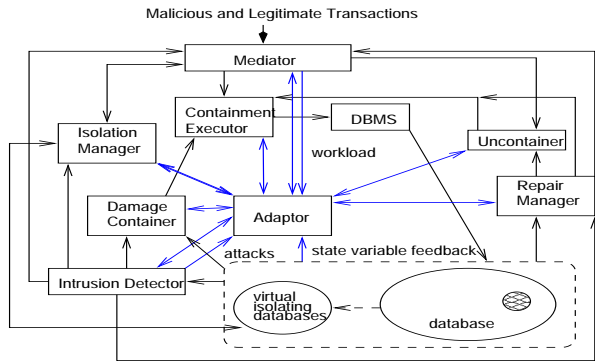 Malicious and Legitimate Transactions
Mediator
Containment
Executor
DBMS
Isolation
Manager
Uncontainer
workload
Repair
Manager
Damage
Container
Adaptor
attacks
state variable feedback
Intrusion Detector
virtual
isolating
databases
database